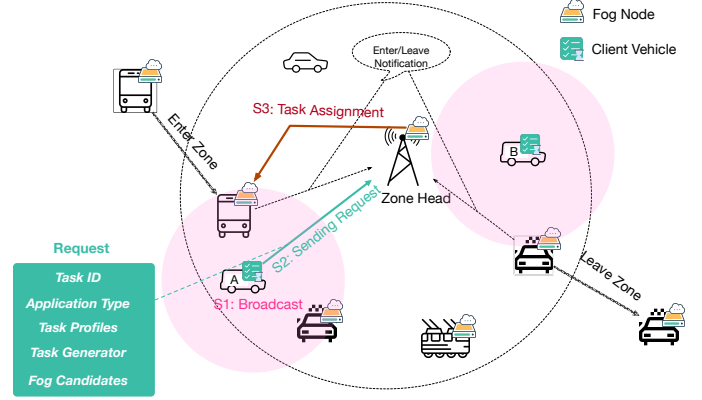 Fog Node
Client Vehicle
Enter/Leave
Notification
S3: Task Assignment
Enter Zone
B
Zone Head
S2: Sending Request
A
S1: Broadcast
Leave Zone
Request
Task ID
Application Type
Task Profiles
Task Generator
Fog Candidates